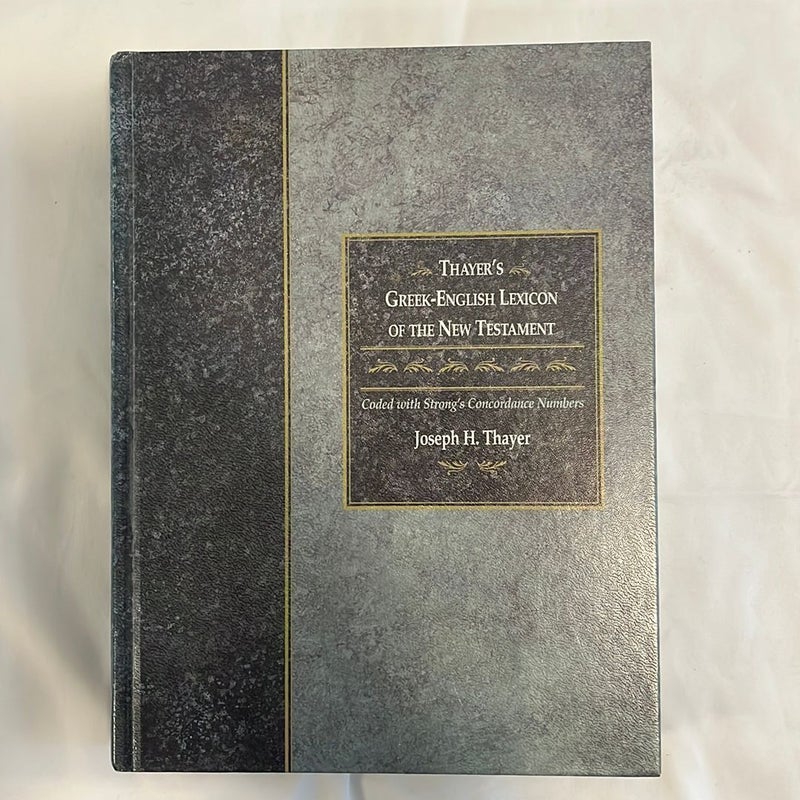 THAYER'S
GREEK-ENGLISH LEXICON
OF THE NEW TESTAMENT
Coded with Strong's Concordance Numbers
Joseph H. Thayer